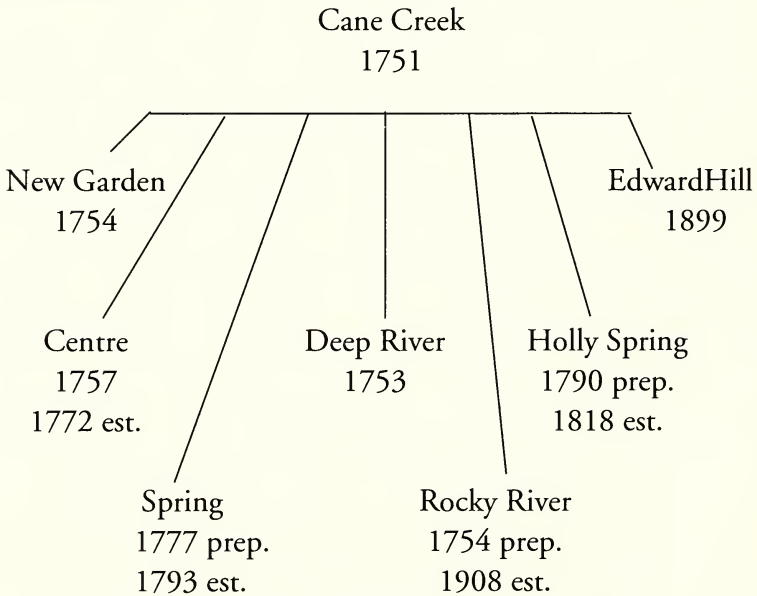 Cane Creek
1751
New Garden
1754
EdwardHill
1899
Centre
1757
1772 est.
Deep River
1753
Holly Spring
1790 prep.
1818 est.
Spring
1777 prep.
1793 est.
Rocky River
1754 prep.
1908 est.